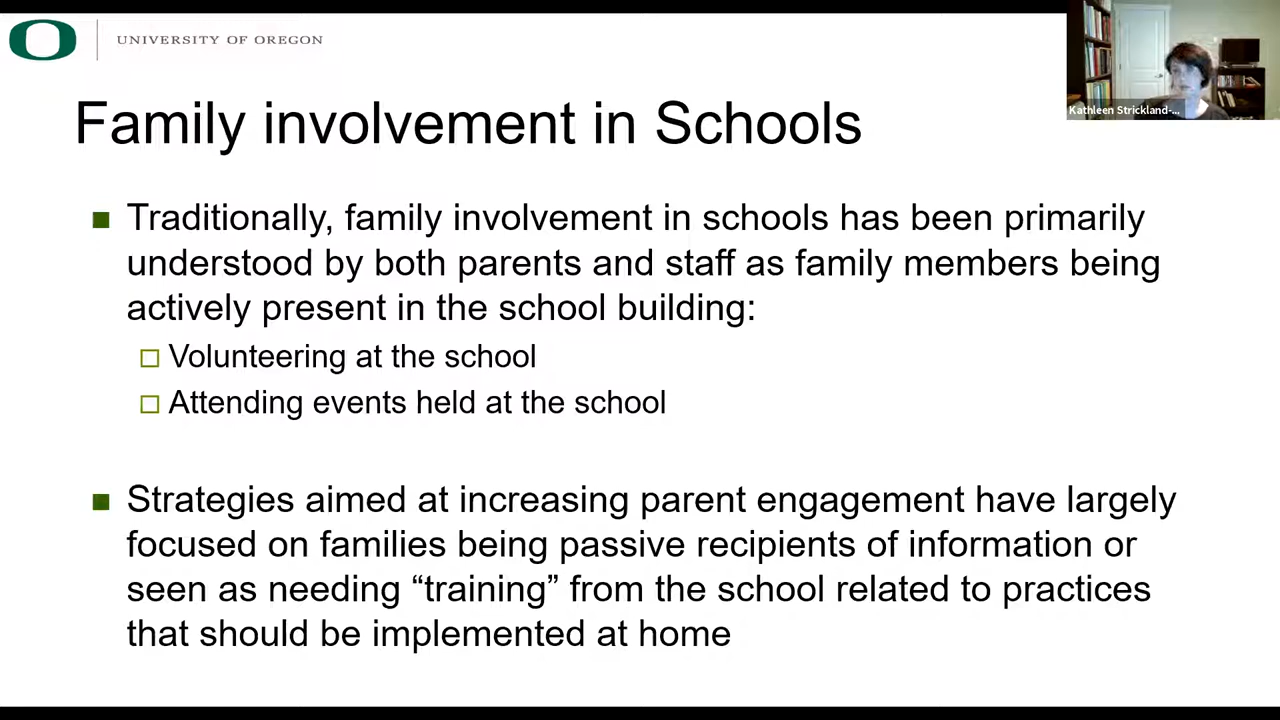 UNIVERSITY OF OREGON
Kathleen Strickland-...
Family involvement in Schools
Traditionally, family involvement in schools has been primarily
understood by both parents and staff as family members being
actively present in the school building:
Volunteering at the school
Attending events held at the school
Strategies aimed at increasing parent engagement have largely
focused on families being passive recipients of information or
seen as needing “training” from the school related to practices
that should be implemented at home